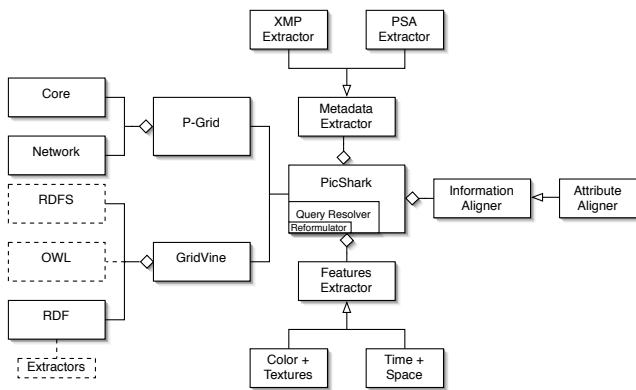 XMP
Extractor
PSA
Extractor
Core
P-Grid
Metadata
Extractor
Network
PicShark
RDFS
Information
Aligner
Attribute
Aligner
Query Resolver
Reformulator
OWL
GridVine
Features
Extractor
RDF
Extractors
Color +
Textures
Time +
Space